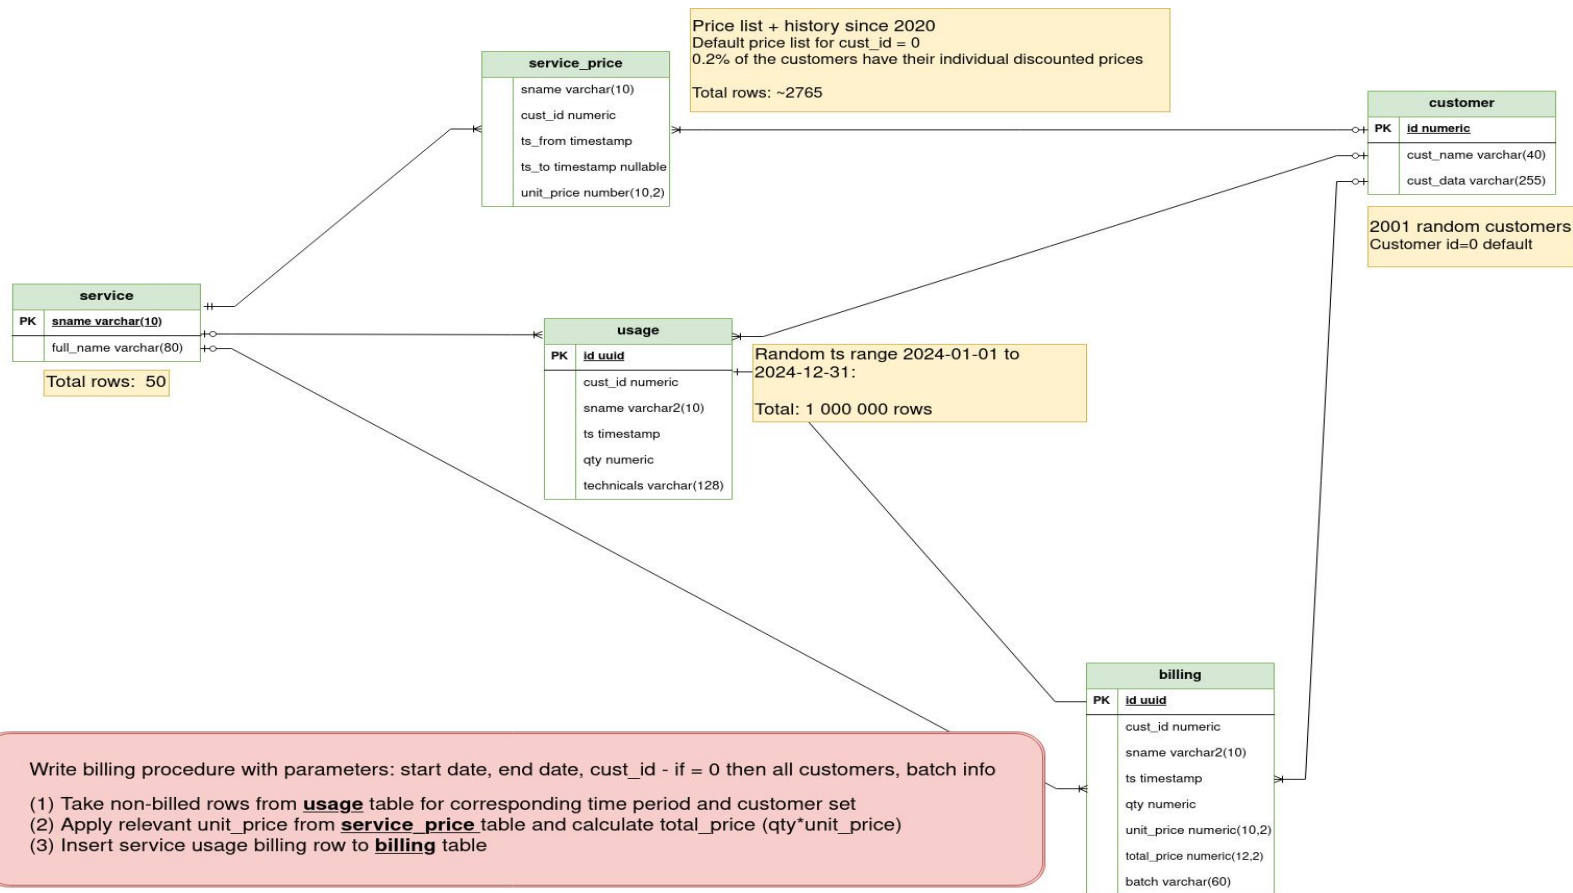 Price list + history since 2020
Default price list for cust_id = 0
0.2% of the customers have their individual discounted prices
Total rows: ~2765
service_price
sname varchar(10)
cust_id numeric
ts_from timestamp
ts_to timestamp nullable
unit_price number(10,2)
customer
PK id numeric
cust_name varchar(40)
cust_data varchar(255)
2001 random customers
Customer id=0 default
service
PK sname varchar(10)
full_name varchar(80)
Total rows: 50
usage
PK id uuid
cust_id numeric
sname varchar2(10)
ts timestamp
qty numeric
technicals varchar(128)
Random ts range 2024-01-01 to
2024-12-31:
Total: 1 000 000 rows
billing
PK id uuid
cust_id numeric
sname varchar2(10)
ts timestamp
qty numeric
unit_price numeric(10,2)
total_price numeric(12,2)
batch varchar(60)
Write billing procedure with parameters: start date, end date, cust_id - if = 0 then all customers, batch info
(1) Take non-billed rows from usage table for corresponding time period and customer set
(2) Apply relevant unit_price from service_price table and calculate total_price (qty*unit_price)
(3) Insert service usage billing row to billing table